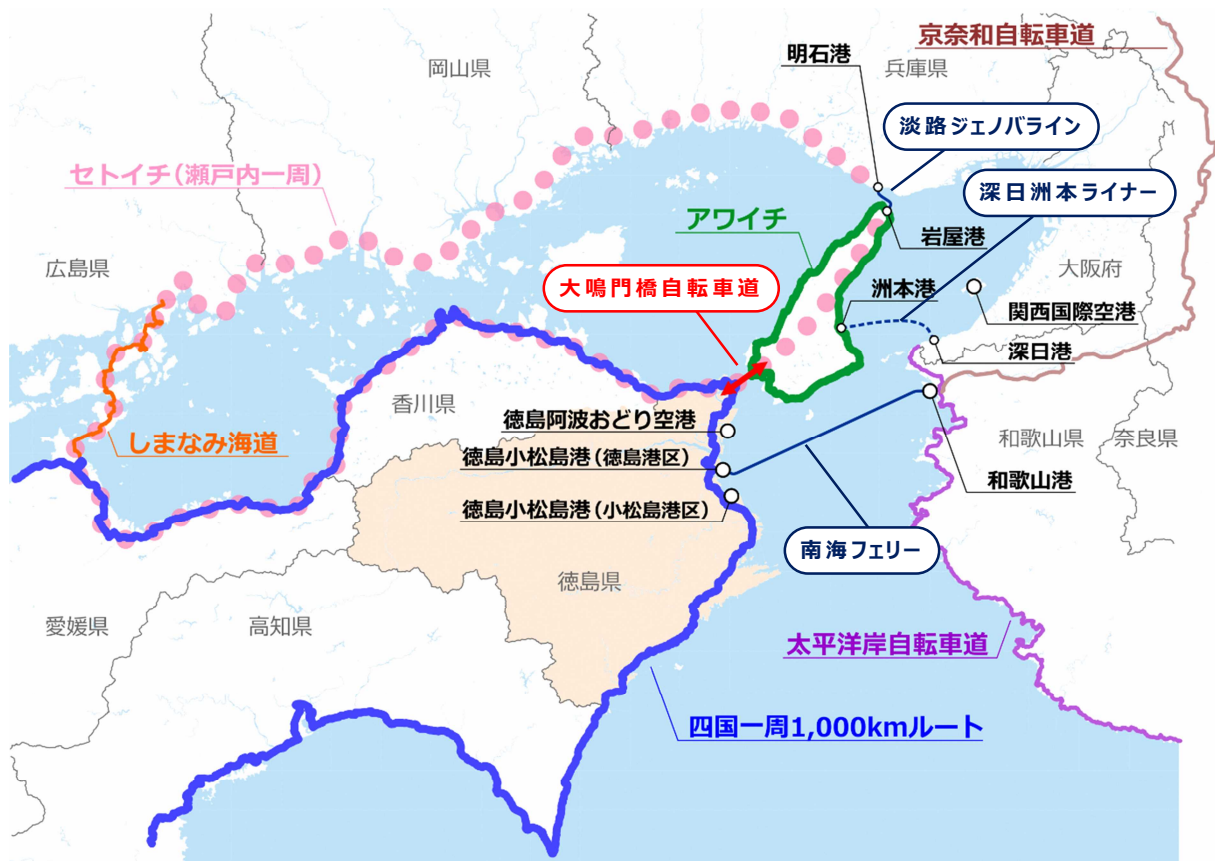 京奈和自転車道
明石港
兵庫県
岡山県
淡路ジェノバライン
セトイチ(瀬戸内一周)
深日洲本ライナー
アワイチ
岩屋港
広島県
大阪府
大鳴門橋自転車道
洲本港
関西国際空港
深日港
香川県
徳島阿波おどり空港
しまなみ海道
和歌山県
奈良県
徳島小松島港(徳島港区)
和歌山港
徳島小松島港(小松島港区)
南海フェリー
徳島県
愛媛県
高知県
太平洋岸自転車道
四国一周1,000kmルート